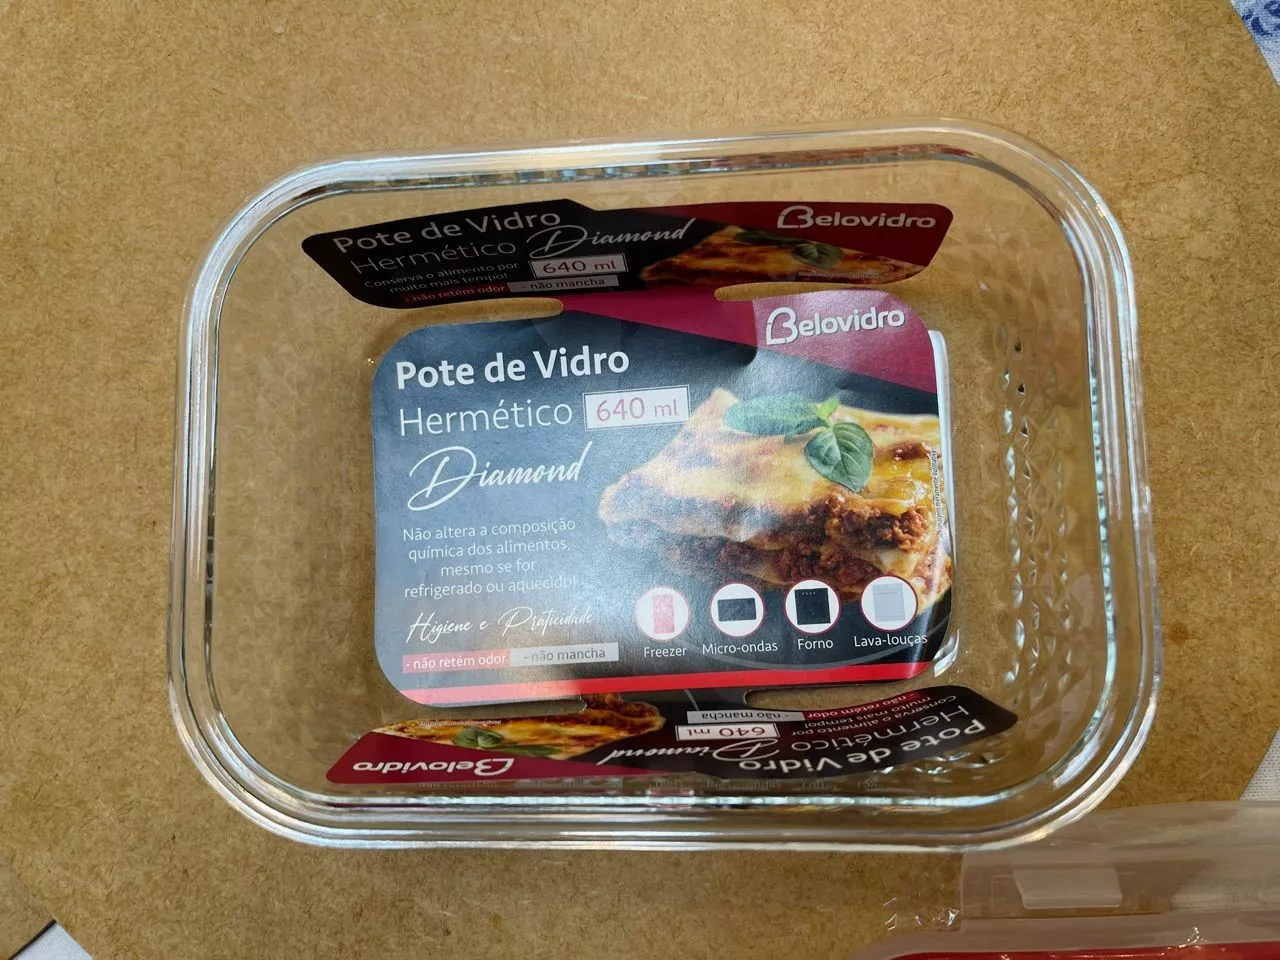 Pote de Vidro
Hermético Diamond
Conserva o alimento por
muito mais tempo!
640 ml
- não retém odor - não mancha
Belovidro
Belovidro
Pote de Vidro
Hermético 640 ml
Diamond
Não altera a composição
química dos alimentos,
mesmo se for
refrigerado ou aquecido!
Higiene e Praticidade
- não retém odor - não mancha
Freezer Micro-ondas Forno Lava-louças
Pote de Vidro
Hermético Diamond
conserva o alimento por
muito mais tempo!
640 ml
- não retém odor - não mancha
Belovidro